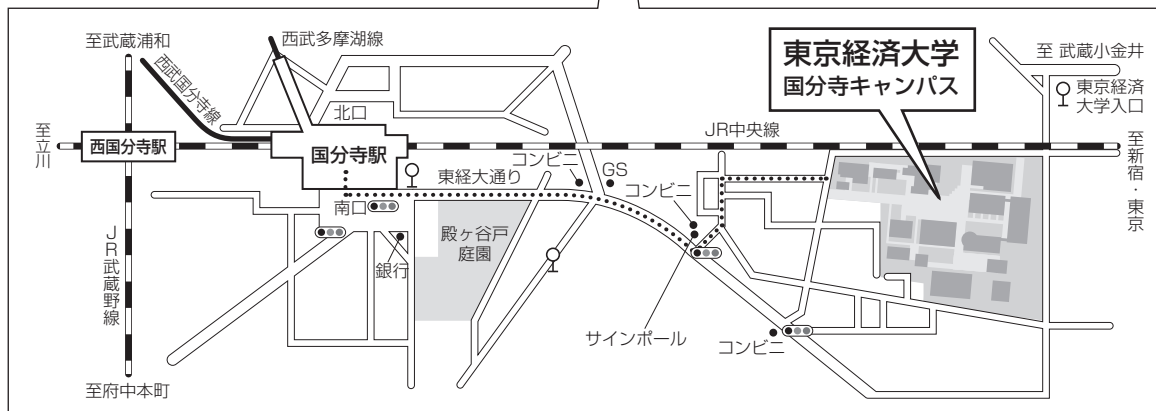 至武蔵浦和
西武多摩湖線
西武国分寺線
東京経済大学
国分寺キャンパス
至 武蔵小金井
東京経済
大学入口
北口
JR中央線
至立川
西国分寺駅
国分寺駅
至新宿・東京
コンビニ
GS
東経大通り
コンビニ
南口
JR武蔵野線
殿ヶ谷戸
庭園
銀行
サインポール
コンビニ
至府中本町